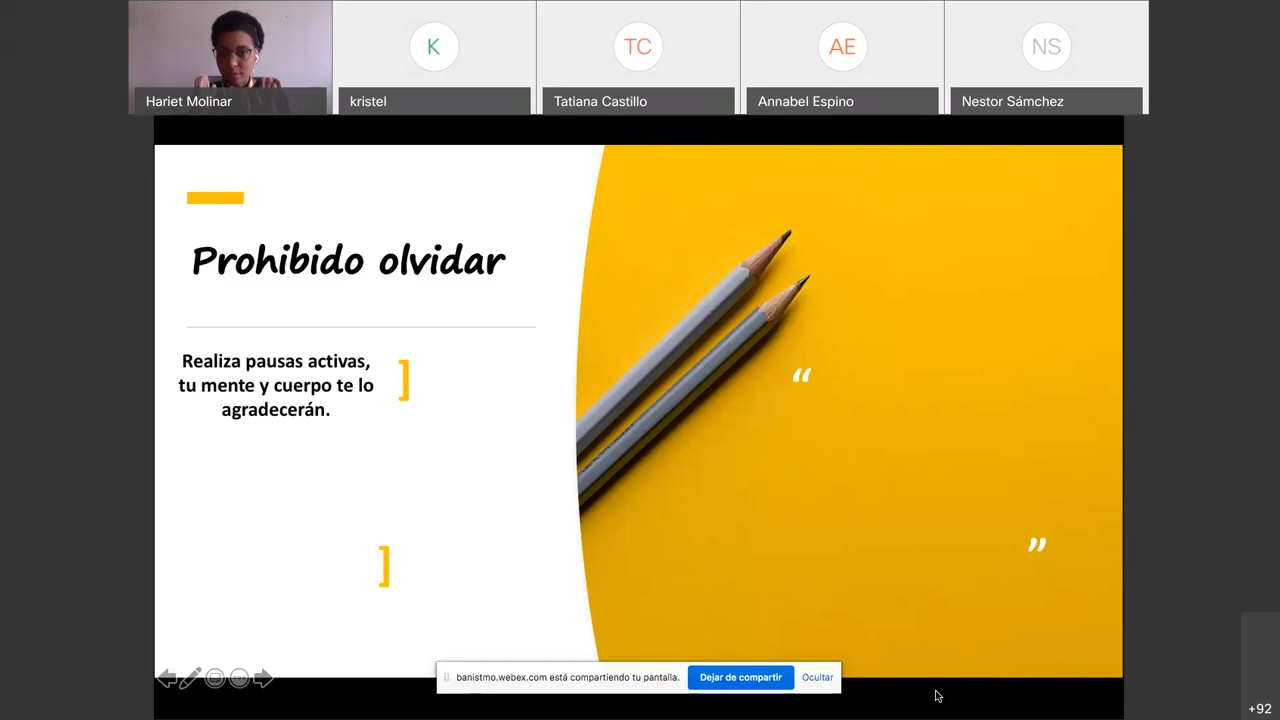 K
TC
AE
NS
Hariet Molinar
kristel
Tatiana Castillo
Annabel Espino
Nestor Sámchez
Prohibido olvidar
Realiza pausas activas,
tu mente y cuerpo te lo
agradecerán.
]
]
“
”
banistmo.webex.com está compartiendo tu pantalla.
Dejar de compartir
Ocultar
+92